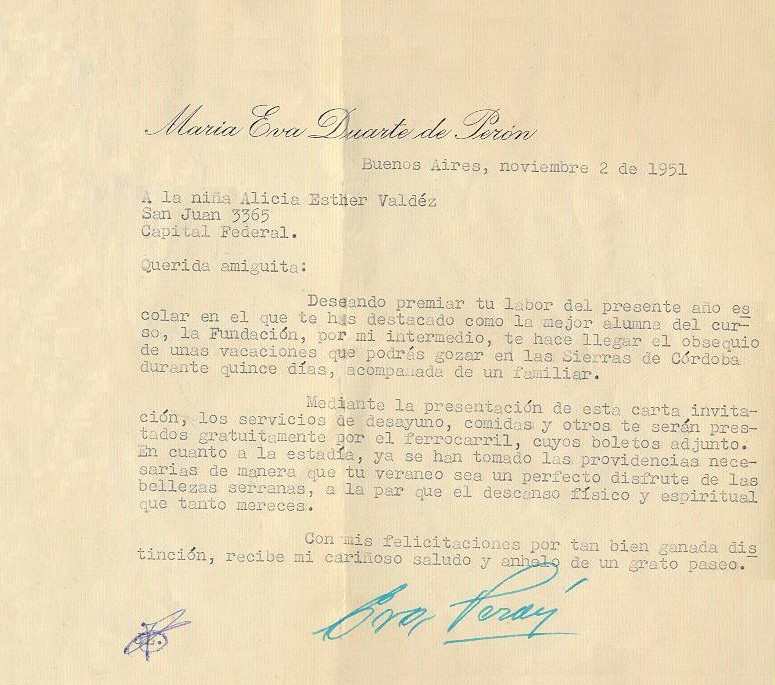 Maria Eva Duarte de Perón
Buenos Aires, noviembre 2 de 1951
A la niña Alicia Esther Valdéz
San Juan 3365
Capital Federal.
Querida amiguita:
Deseando premiar tu labor del presente año es
colar en el que te has destacado como la mejor alumna del cur-
so, la Fundación, por mi intermedio, te hace llegar el obsequio
de unas vacaciones que podrás gozar en las Sierras de Córdoba
durante quince días, acompañada de un familiar.
Mediante la presentación de esta carta invita-
ción, los servicios de desayuno, comidas y otros te serán pres-
tados gratuitamente por el ferrocarril, cuyos boletos adjunto.
En cuanto a la estadía, ya se han tomado las providencias nece-
sarias de manera que tu veraneo sea un perfecto disfrute de las
bellezas serranas, a la par que el descanso físico y espiritual
que tanto mereces.
Con mis felicitaciones por tan bien ganada dis
tinción, recibe mi cariñoso saludo y anhelo de un grato paseo.
Eva Perón